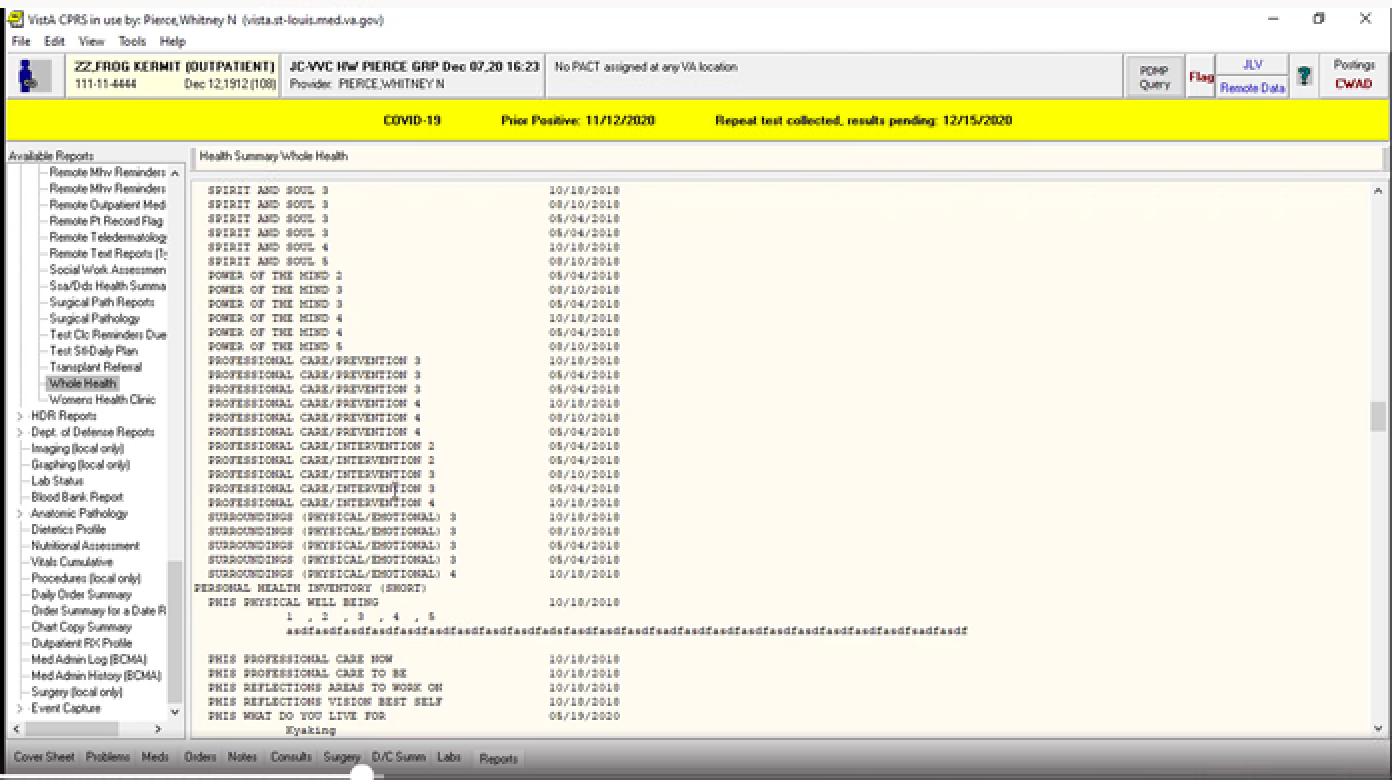 VistA CPRS in use by: Pierce,Whitney N (vista.st-louis.med.va.gov)
File Edit View Tools Help
ZZ,FROG KERMIT (OUTPATIENT) JC-VVC HW PIERCE GRP Dec 07,20 16:23 No PACT assigned at any VA location
111-11-4444 Dec 12,1912 (108) Provider: PIERCE,WHITNEY N
PDMP Query Flag JLV Remote Data ? Postings CWAD
COVID-19 Prior Positive: 11/12/2020 Repeat test collected, results pending: 12/15/2020
Available Reports
Remote Mhv Reminders
Remote Mhv Reminders
Remote Outpatient Med
Remote Pt Record Flag
Remote Teledermatolog
Remote Text Reports (1)
Social Work Assessmen
Ssa/Dds Health Summa
Surgical Path Reports
Surgical Pathology
Test Clc Reminders Due
Test Stl-Daily Plan
Transplant Referral
Whole Health
Womens Health Clinic
HDR Reports
Dept. of Defense Reports
Imaging (local only)
Graphing (local only)
Lab Status
Blood Bank Report
Anatomic Pathology
Dietetics Profile
Nutritional Assessment
Vitals Cumulative
Procedures (local only)
Daily Order Summary
Order Summary for a Date R
Chart Copy Summary
Outpatient RX Profile
Med Admin Log (BCMA)
Med Admin History (BCMA)
Surgery (local only)
Event Capture
Health Summary Whole Health
SPIRIT AND SOUL 3 10/18/2018
SPIRIT AND SOUL 3 08/10/2018
SPIRIT AND SOUL 3 05/04/2018
SPIRIT AND SOUL 3 05/04/2018
SPIRIT AND SOUL 4 10/18/2018
SPIRIT AND SOUL 5 08/10/2018
POWER OF THE MIND 2 05/04/2018
POWER OF THE MIND 3 08/10/2018
POWER OF THE MIND 3 05/04/2018
POWER OF THE MIND 4 10/18/2018
POWER OF THE MIND 4 05/04/2018
POWER OF THE MIND 5 08/10/2018
PROFESSIONAL CARE/PREVENTION 3 10/18/2018
PROFESSIONAL CARE/PREVENTION 3 05/04/2018
PROFESSIONAL CARE/PREVENTION 3 05/04/2018
PROFESSIONAL CARE/PREVENTION 4 10/18/2018
PROFESSIONAL CARE/PREVENTION 4 08/10/2018
PROFESSIONAL CARE/PREVENTION 4 05/04/2018
PROFESSIONAL CARE/INTERVENTION 2 05/04/2018
PROFESSIONAL CARE/INTERVENTION 2 05/04/2018
PROFESSIONAL CARE/INTERVENTION 3 08/10/2018
PROFESSIONAL CARE/INTERVENTION 3 05/04/2018
PROFESSIONAL CARE/INTERVENTION 4 10/18/2018
SURROUNDINGS (PHYSICAL/EMOTIONAL) 3 10/18/2018
SURROUNDINGS (PHYSICAL/EMOTIONAL) 3 08/10/2018
SURROUNDINGS (PHYSICAL/EMOTIONAL) 3 05/04/2018
SURROUNDINGS (PHYSICAL/EMOTIONAL) 3 05/04/2018
SURROUNDINGS (PHYSICAL/EMOTIONAL) 4 10/18/2018
PERSONAL HEALTH INVENTORY (SHORT)
PHIS PHYSICAL WELL BEING 10/18/2018
1 , 2 , 3 , 4 , 5
PHIS PROFESSIONAL CARE NOW 10/18/2018
PHIS PROFESSIONAL CARE TO BE 10/18/2018
PHIS REFLECTIONS AREAS TO WORK ON 10/18/2018
PHIS REFLECTIONS VISION BEST SELF 10/18/2018
PHIS WHAT DO YOU LIVE FOR 05/19/2020
Kyaking
Cover Sheet Problems Meds Orders Notes Consults Surgery D/C Summ Labs Reports